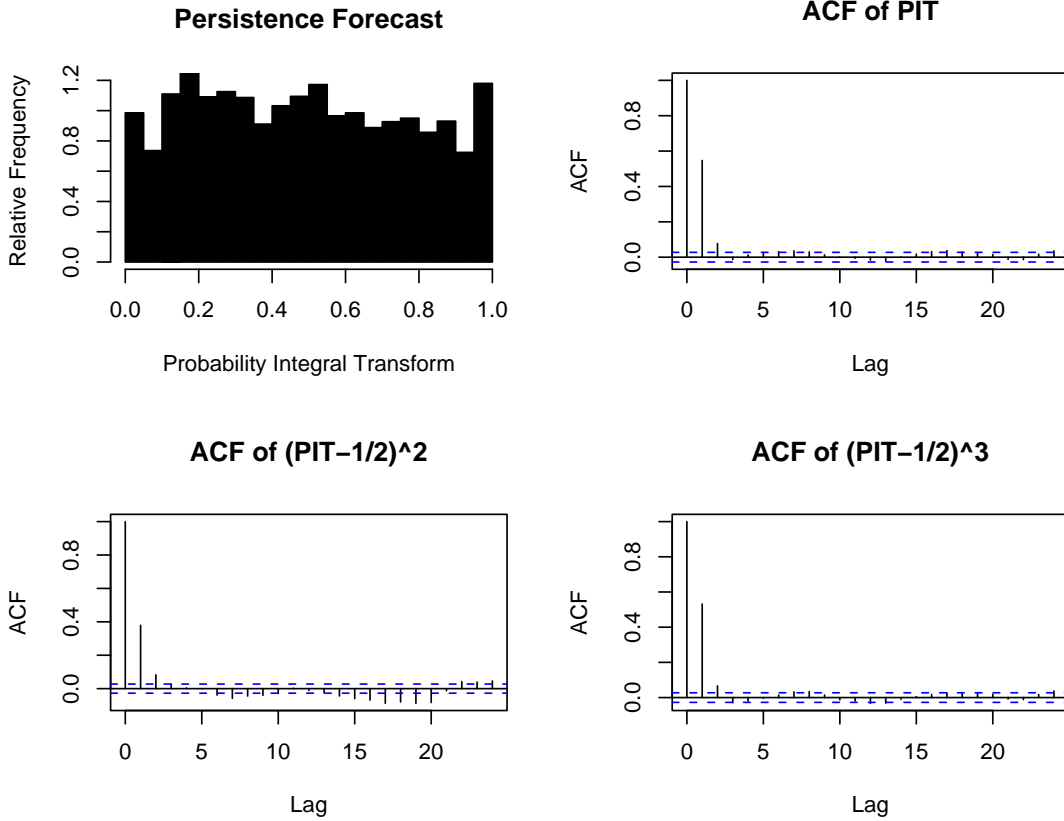 Persistence Forecast
Relative Frequency
0.0 0.4 0.8 1.2
0.0 0.2 0.4 0.6 0.8 1.0
Probability Integral Transform
ACF of PIT
ACF
0.0 0.4 0.8
0 5 10 15 20
Lag
ACF of (PIT−1/2)^2
ACF
0.0 0.4 0.8
0 5 10 15 20
Lag
ACF of (PIT−1/2)^3
ACF
0.0 0.4 0.8
0 5 10 15 20
Lag